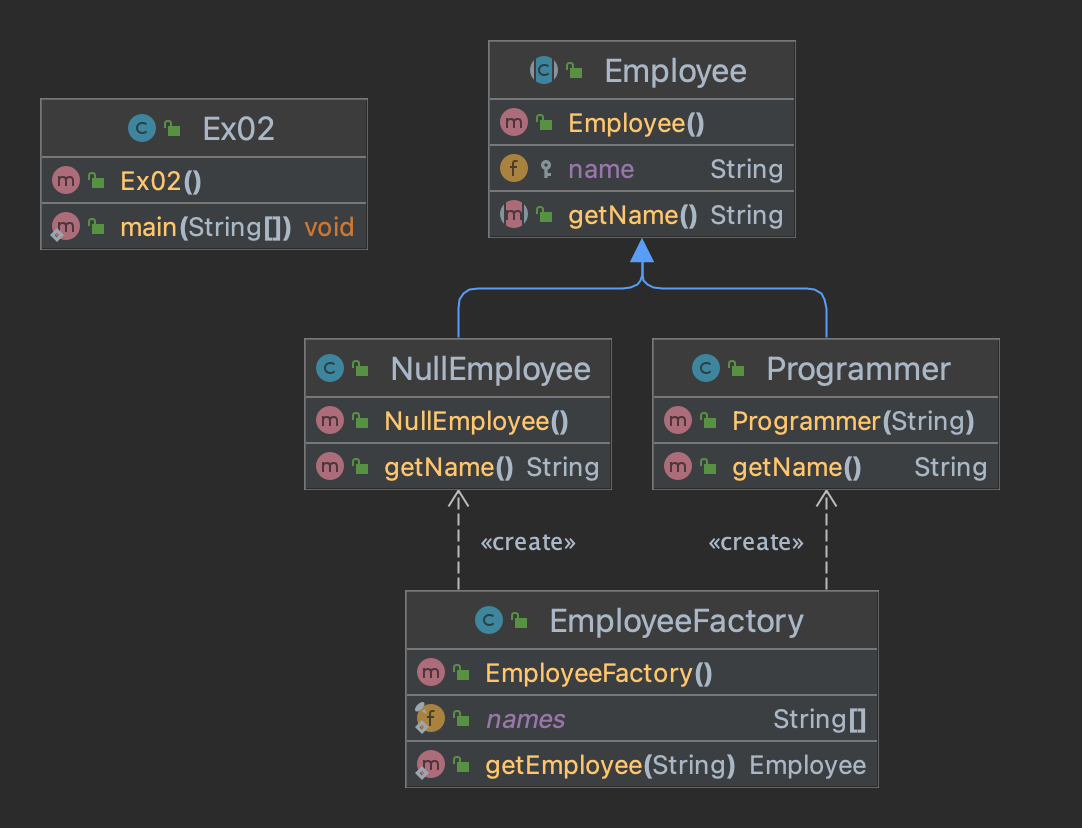 Ex02
Ex02()
main(String[]) void
Employee
Employee()
name String
getName() String
NullEmployee
NullEmployee()
getName() String
Programmer
Programmer(String)
getName() String
«create»
«create»
EmployeeFactory
EmployeeFactory()
names String[]
getEmployee(String) Employee